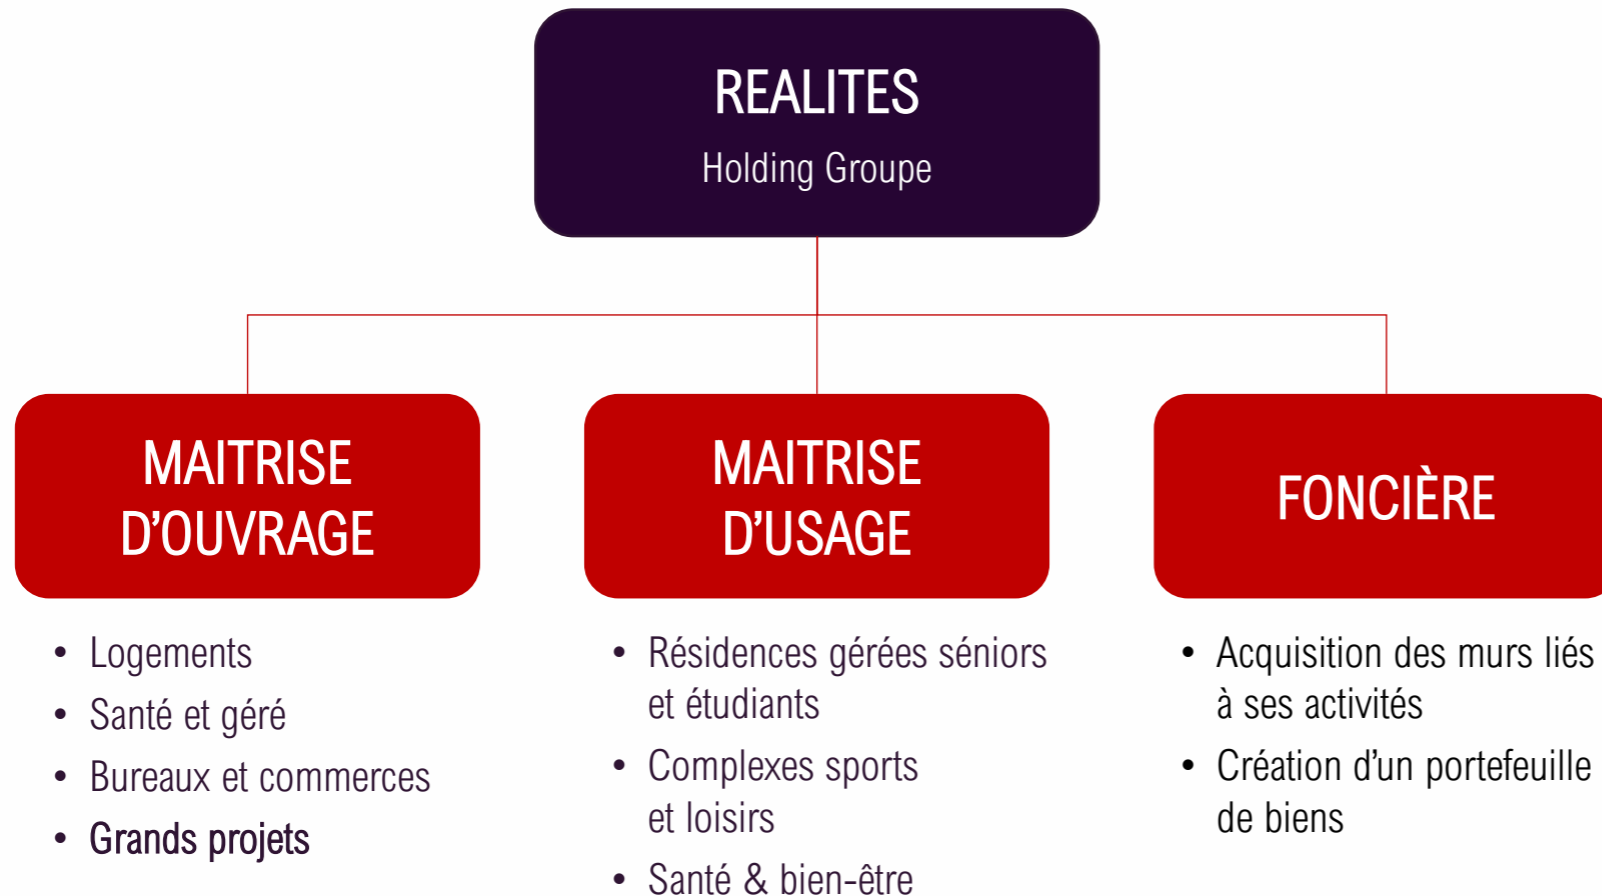 REALITES
Holding Groupe
MAITRISE
D’OUVRAGE
• Logements
• Santé et géré
• Bureaux et commerces
• Grands projets
MAITRISE
D’USAGE
• Résidences gérées séniors
et étudiants
• Complexes sports
et loisirs
• Santé & bien-être
FONCIÈRE
• Acquisition des murs liés
à ses activités
• Création d’un portefeuille
de biens